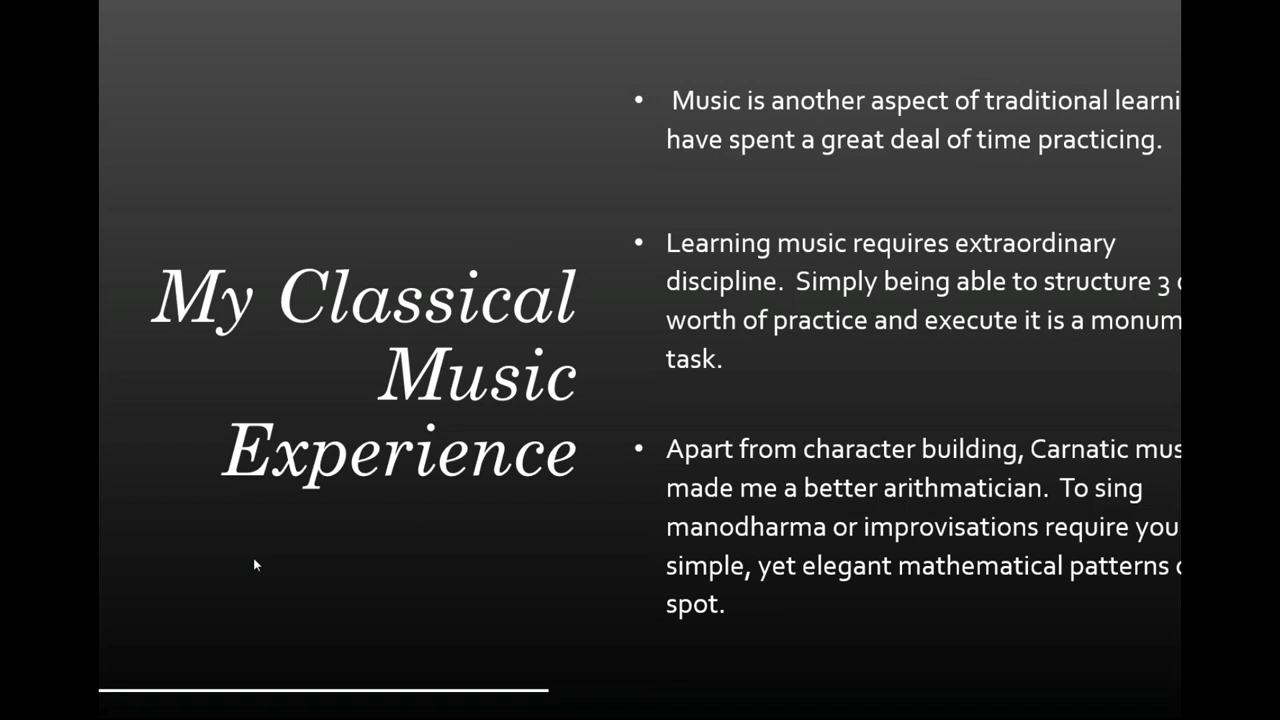 My Classical
Music
Experience
• Music is another aspect of traditional learni
have spent a great deal of time practicing.
• Learning music requires extraordinary
discipline.  Simply being able to structure 3
worth of practice and execute it is a monum
task.
• Apart from character building, Carnatic mus
made me a better arithmatician.  To sing
manodharma or improvisations require you
simple, yet elegant mathematical patterns
spot.